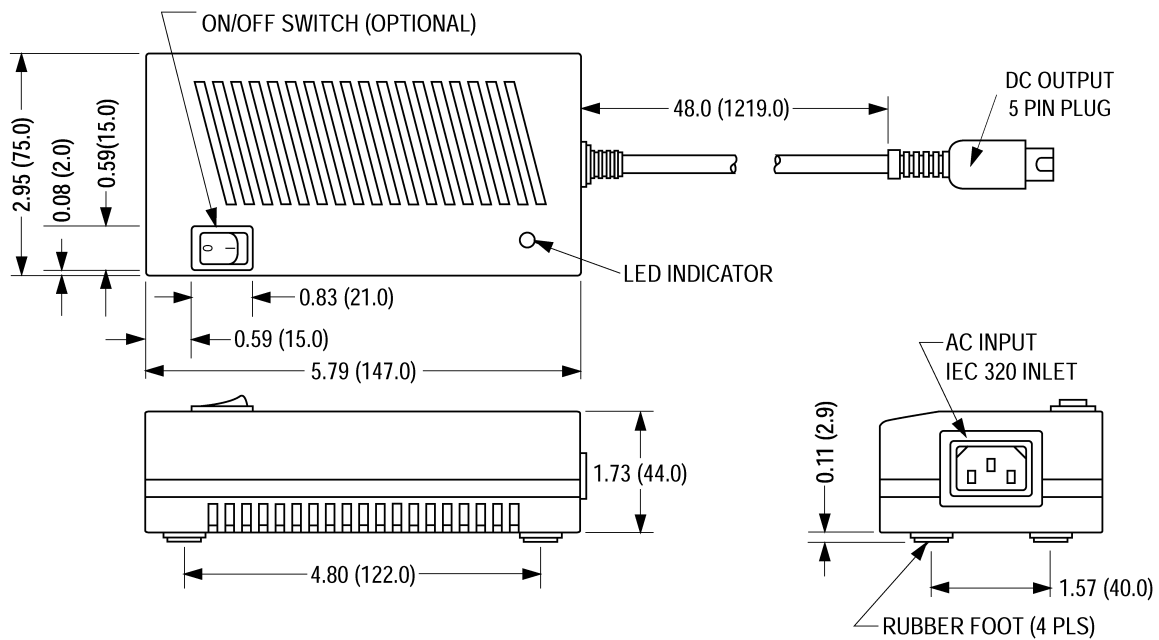 ON/OFF SWITCH (OPTIONAL)
DC OUTPUT
5 PIN PLUG
48.0 (1219.0)
2.95 (75.0)
0.08 (2.0)
0.59(15.0)
0 I
LED INDICATOR
0.83 (21.0)
0.59 (15.0)
5.79 (147.0)
AC INPUT
IEC 320 INLET
0.11 (2.9)
1.73 (44.0)
4.80 (122.0)
1.57 (40.0)
RUBBER FOOT (4 PLS)